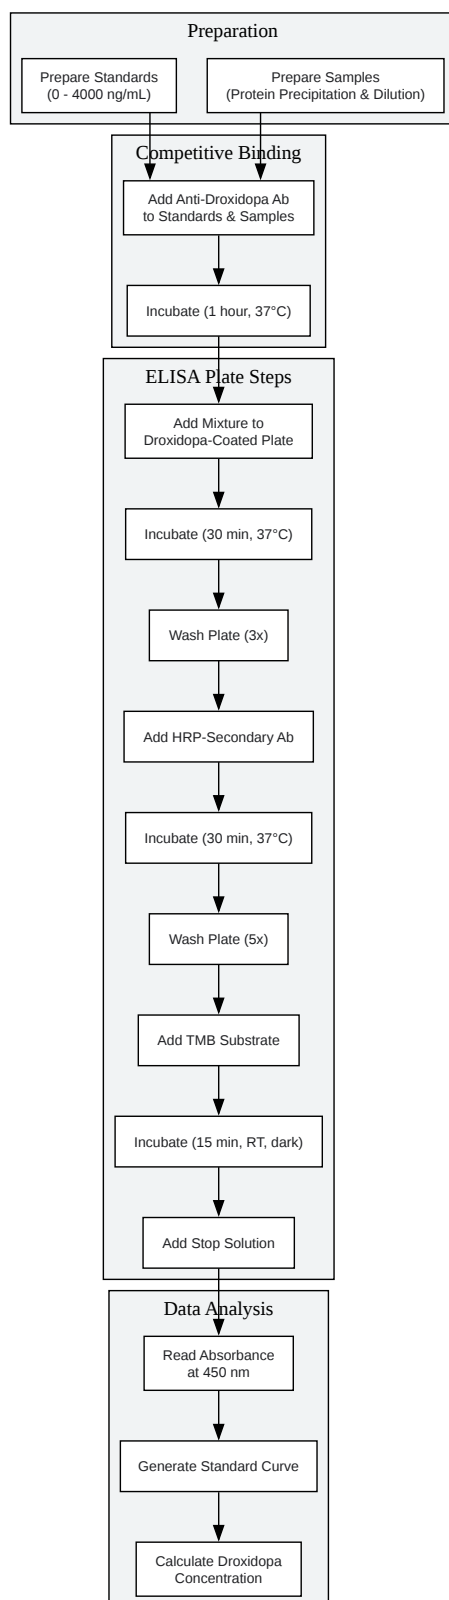 Preparation
Prepare Standards
(0 - 4000 ng/mL)
Prepare Samples
(Protein Precipitation & Dilution)
Competitive Binding
Add Anti-Droxidopa Ab
to Standards & Samples
Incubate (1 hour, 37°C)
ELISA Plate Steps
Add Mixture to
Droxidopa-Coated Plate
Incubate (30 min, 37°C)
Wash Plate (3x)
Add HRP-Secondary Ab
Incubate (30 min, 37°C)
Wash Plate (5x)
Add TMB Substrate
Incubate (15 min, RT, dark)
Add Stop Solution
Data Analysis
Read Absorbance
at 450 nm
Generate Standard Curve
Calculate Droxidopa
Concentration